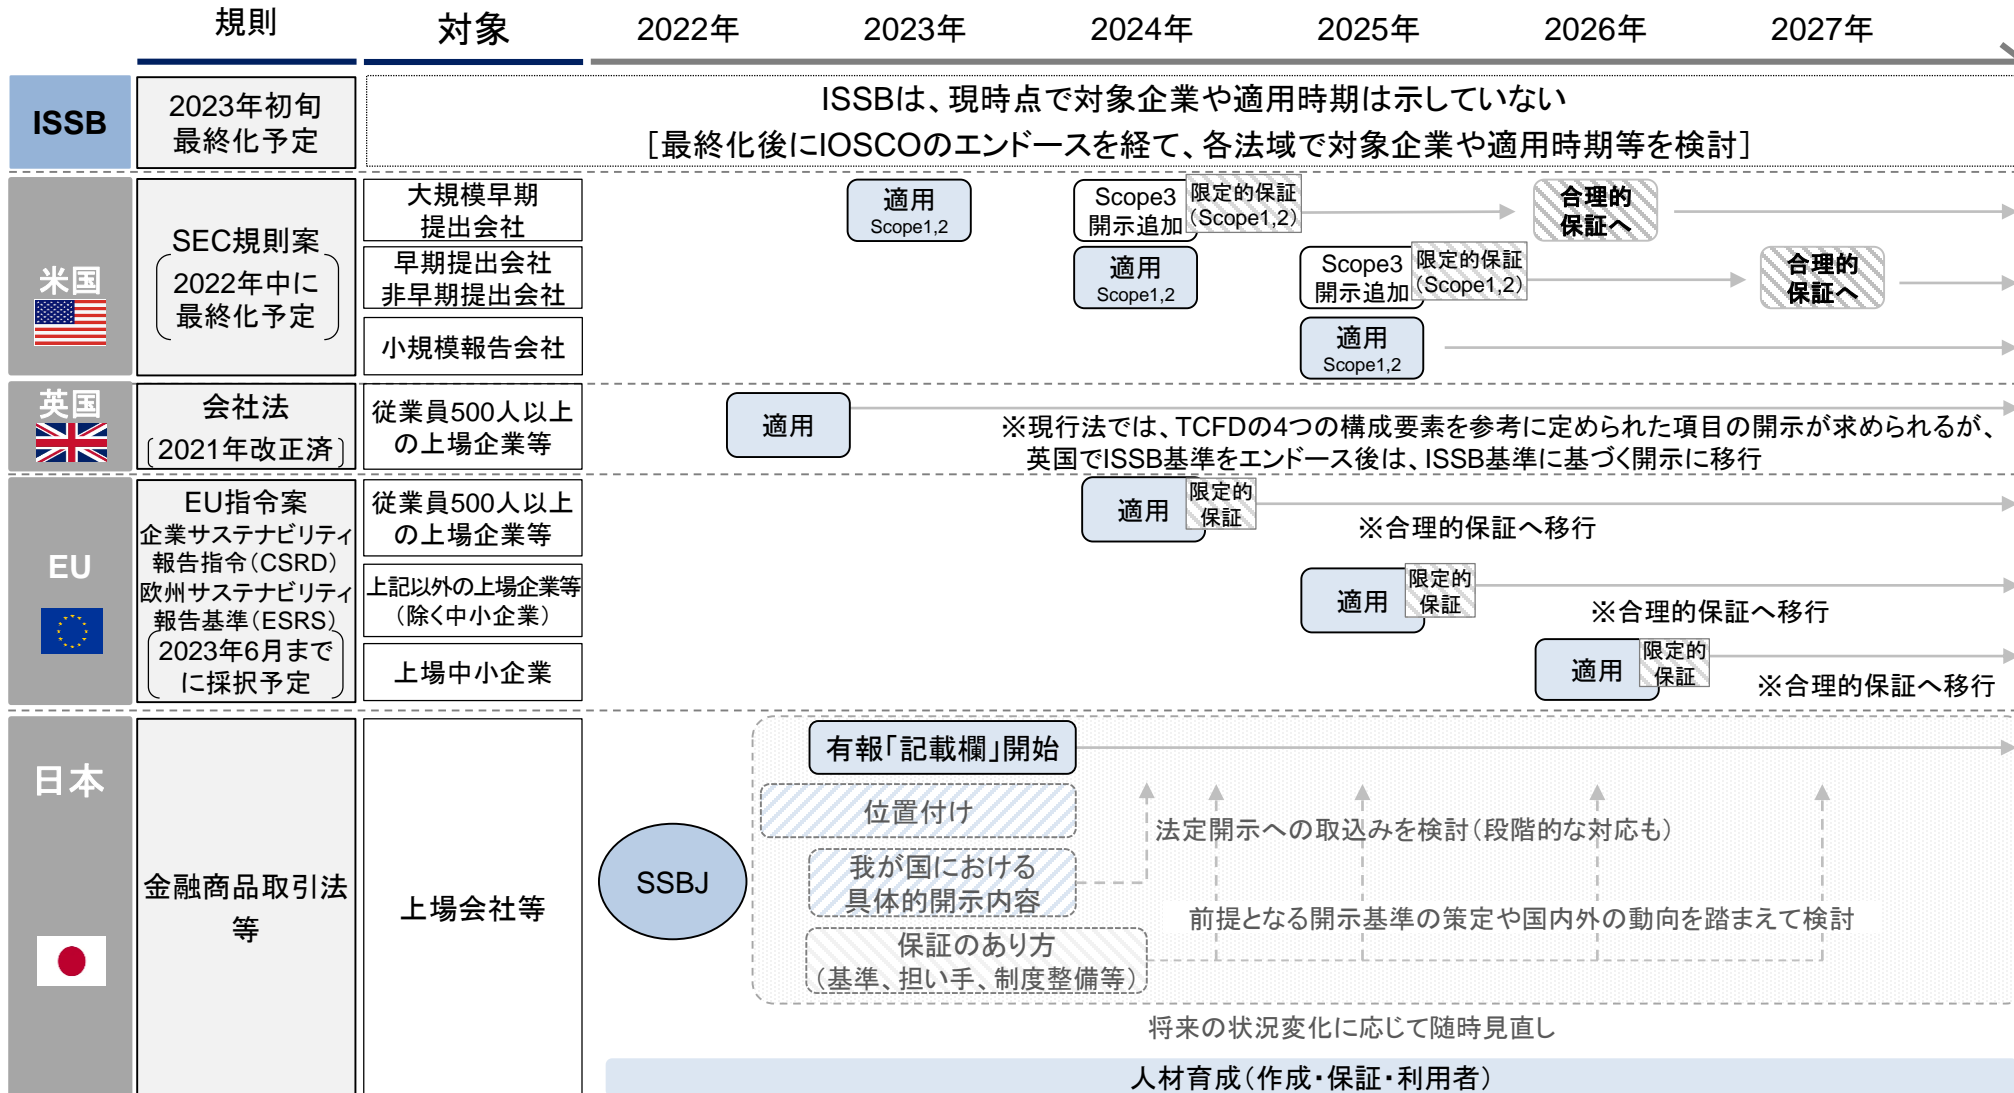 規則
対象
2022年
2023年
2024年
2025年
2026年
2027年
ISSB
2023年初旬
最終化予定
ISSBは、現時点で対象企業や適用時期は示していない
［最終化後にIOSCOのエンドースを経て、各法域で対象企業や適用時期等を検討］
米国
SEC規則案
2022年中に
最終化予定
大規模早期
提出会社
適用
Scope1,2
Scope3
開示追加
限定的保証
（Scope1,2）
合理的
保証へ
早期提出会社
非早期提出会社
適用
Scope1,2
Scope3
開示追加
限定的保証
（Scope1,2）
合理的
保証へ
小規模報告会社
適用
Scope1,2
英国
会社法
〔2021年改正済〕
従業員500人以上
の上場企業等
適用
※現行法では、TCFDの4つの構成要素を参考に定められた項目の開示が求められるが、
英国でISSB基準をエンドース後は、ISSB基準に基づく開示に移行
EU
EU指令案
企業サステナビリティ
報告指令（CSRD）
欧州サステナビリティ
報告基準（ESRS）
2023年6月まで
に採択予定
従業員500人以上
の上場企業等
適用
限定的
保証
※合理的保証へ移行
上記以外の上場企業等
（除く中小企業）
適用
限定的
保証
※合理的保証へ移行
上場中小企業
適用
限定的
保証
※合理的保証へ移行
日本
金融商品取引法
等
上場会社等
SSBJ
有報「記載欄」開始
位置付け
我が国における
具体的開示内容
保証のあり方
（基準、担い手、制度整備等）
法定開示への取込みを検討（段階的な対応も）
前提となる開示基準の策定や国内外の動向を踏まえて検討
将来の状況変化に応じて随時見直し
人材育成（作成・保証・利用者）